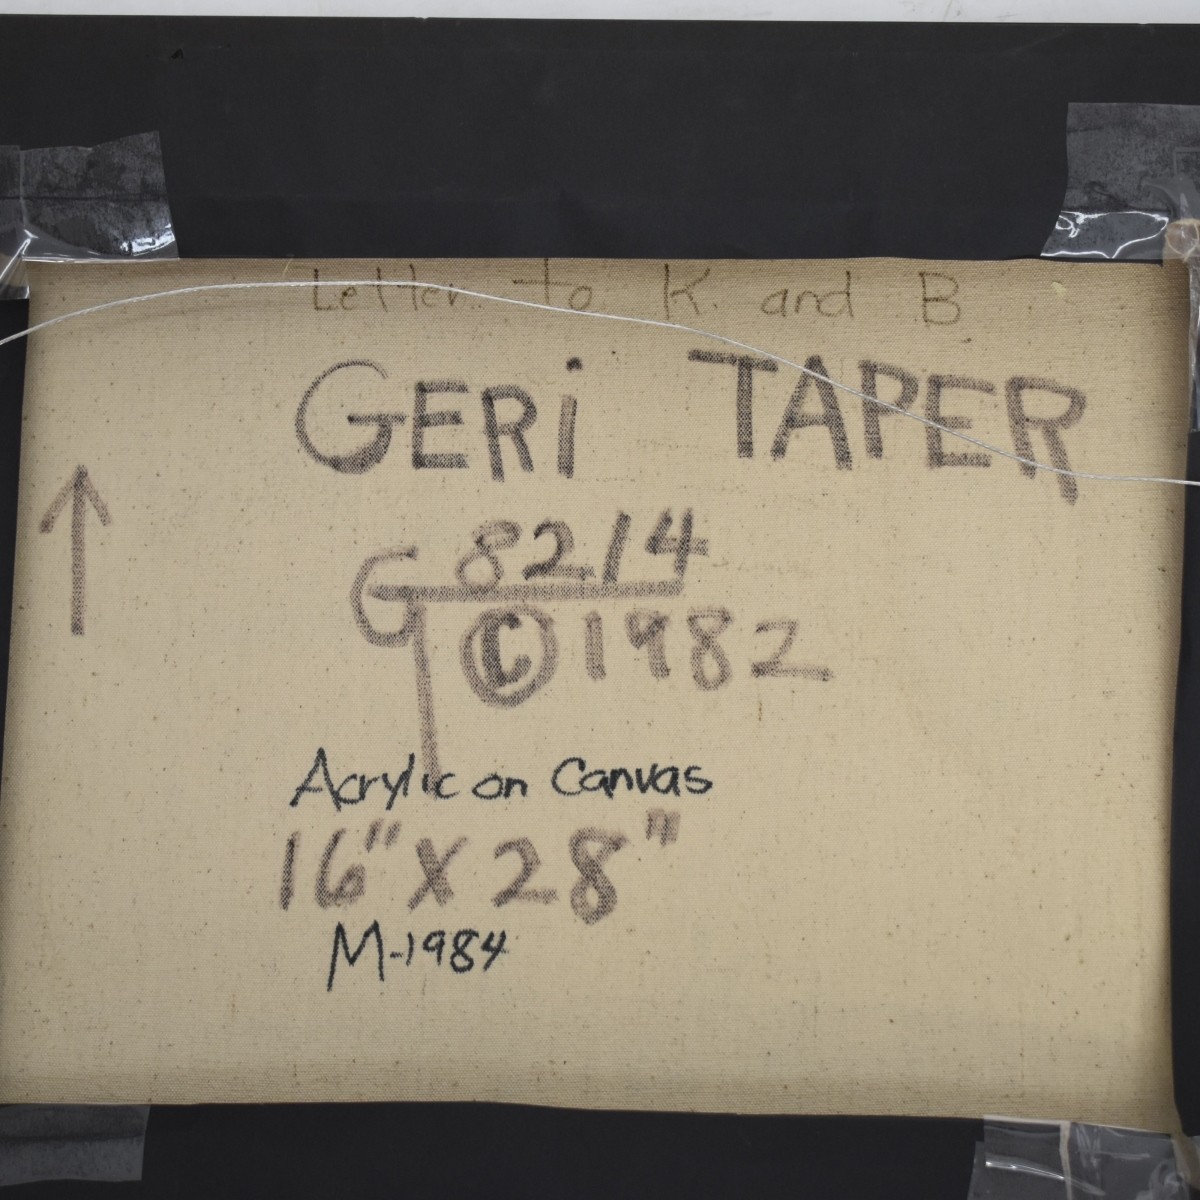 Letter to K. and B
GERi TAPER
G 8214
© 1982
Acrylic on Canvas
16" X 28"
M-1984